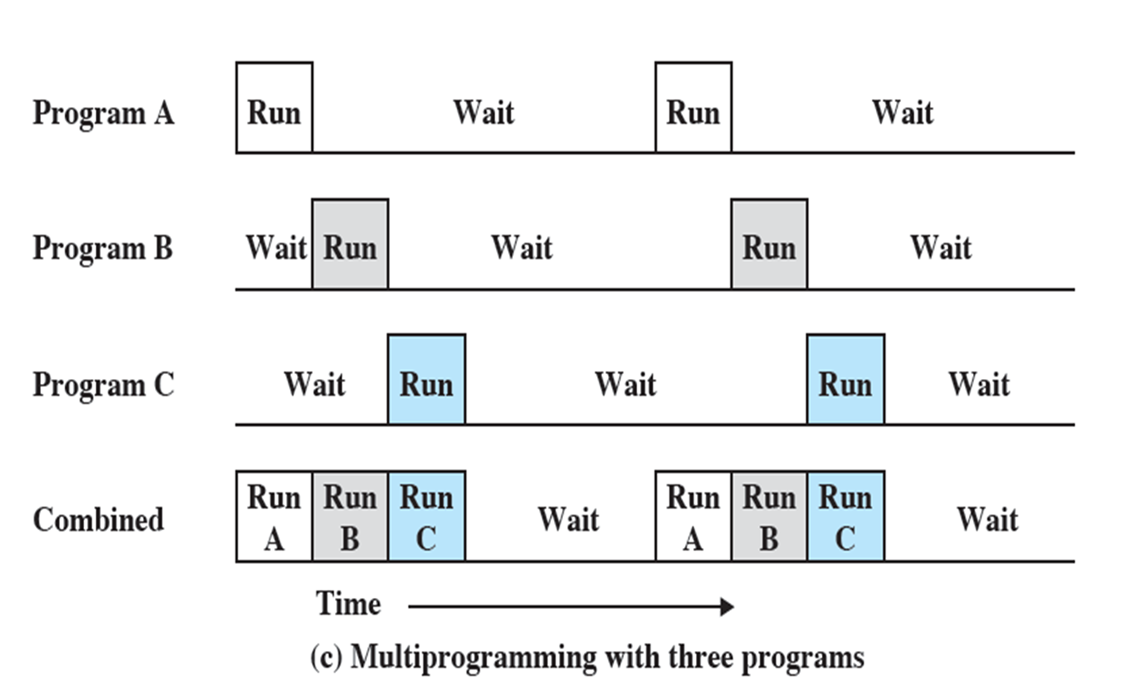 Program A Run Wait Run Wait
Program B Wait Run Wait Run Wait
Program C Wait Run Wait Run Wait
Combined Run A Run B Run C Wait Run A Run B Run C Wait
Time
(c) Multiprogramming with three programs